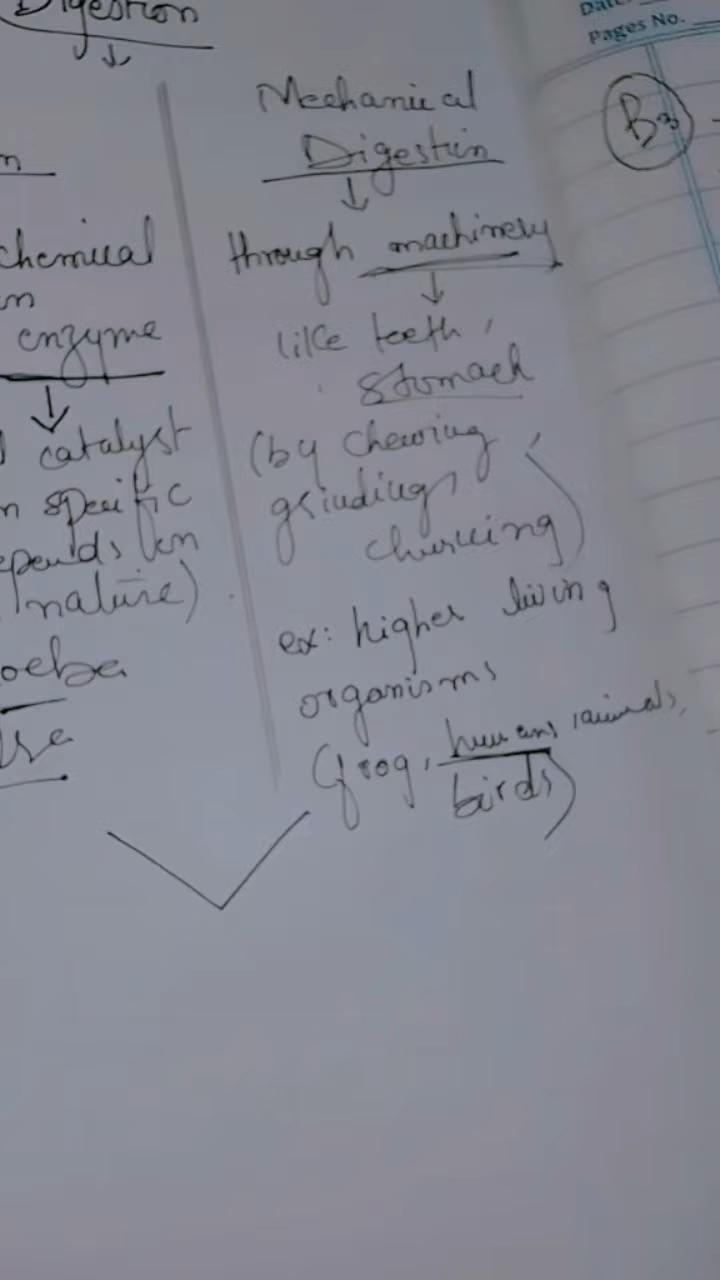 Digestion
Mechanical
Digestion
through machinery
like teeth,
stomach
(by chewing,
grinding,
churning)
ex: higher living
organisms
(frog, humans, animals,
birds)
chemical
enzyme
catalyst
specific
nature)
Date
Pages No.
B3